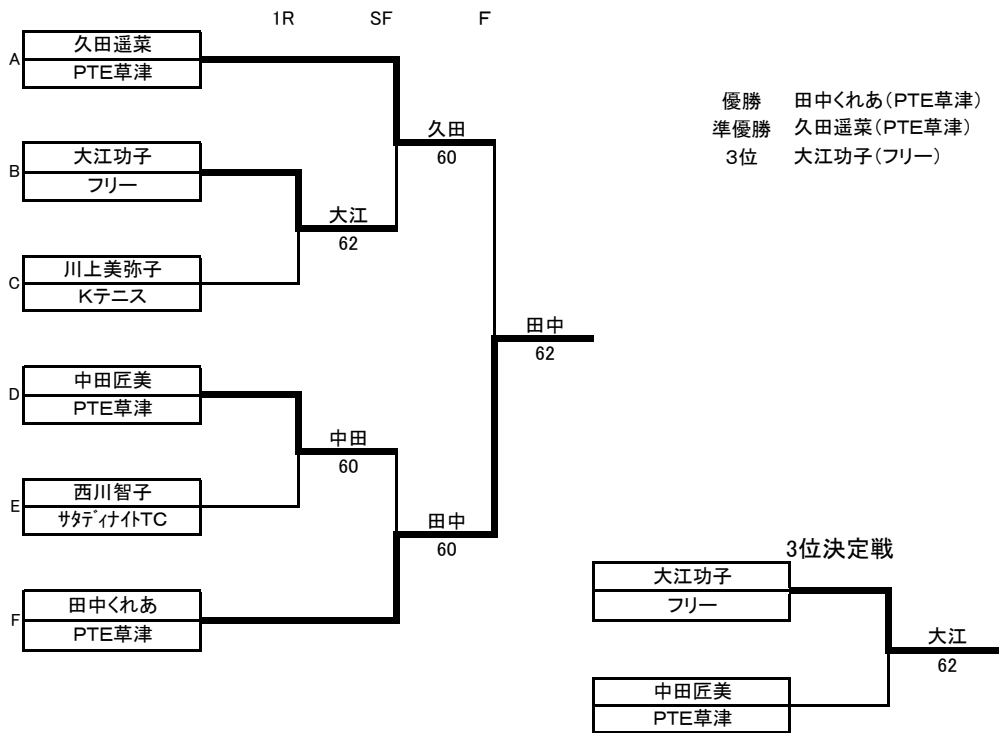 1R SF F
A
久田遥菜
PTE草津
優勝 田中くれあ(PTE草津)
準優勝 久田遥菜(PTE草津)
3位 大江功子(フリー)
久田
60
B
大江功子
フリー
大江
62
C
川上美弥子
Kテニス
田中
62
D
中田匠美
PTE草津
中田
60
E
西川智子
ｻﾀﾃﾞｨﾅｲﾄTC
田中
60
F
田中くれあ
PTE草津
3位決定戦
大江功子
フリー
大江
62
中田匠美
PTE草津